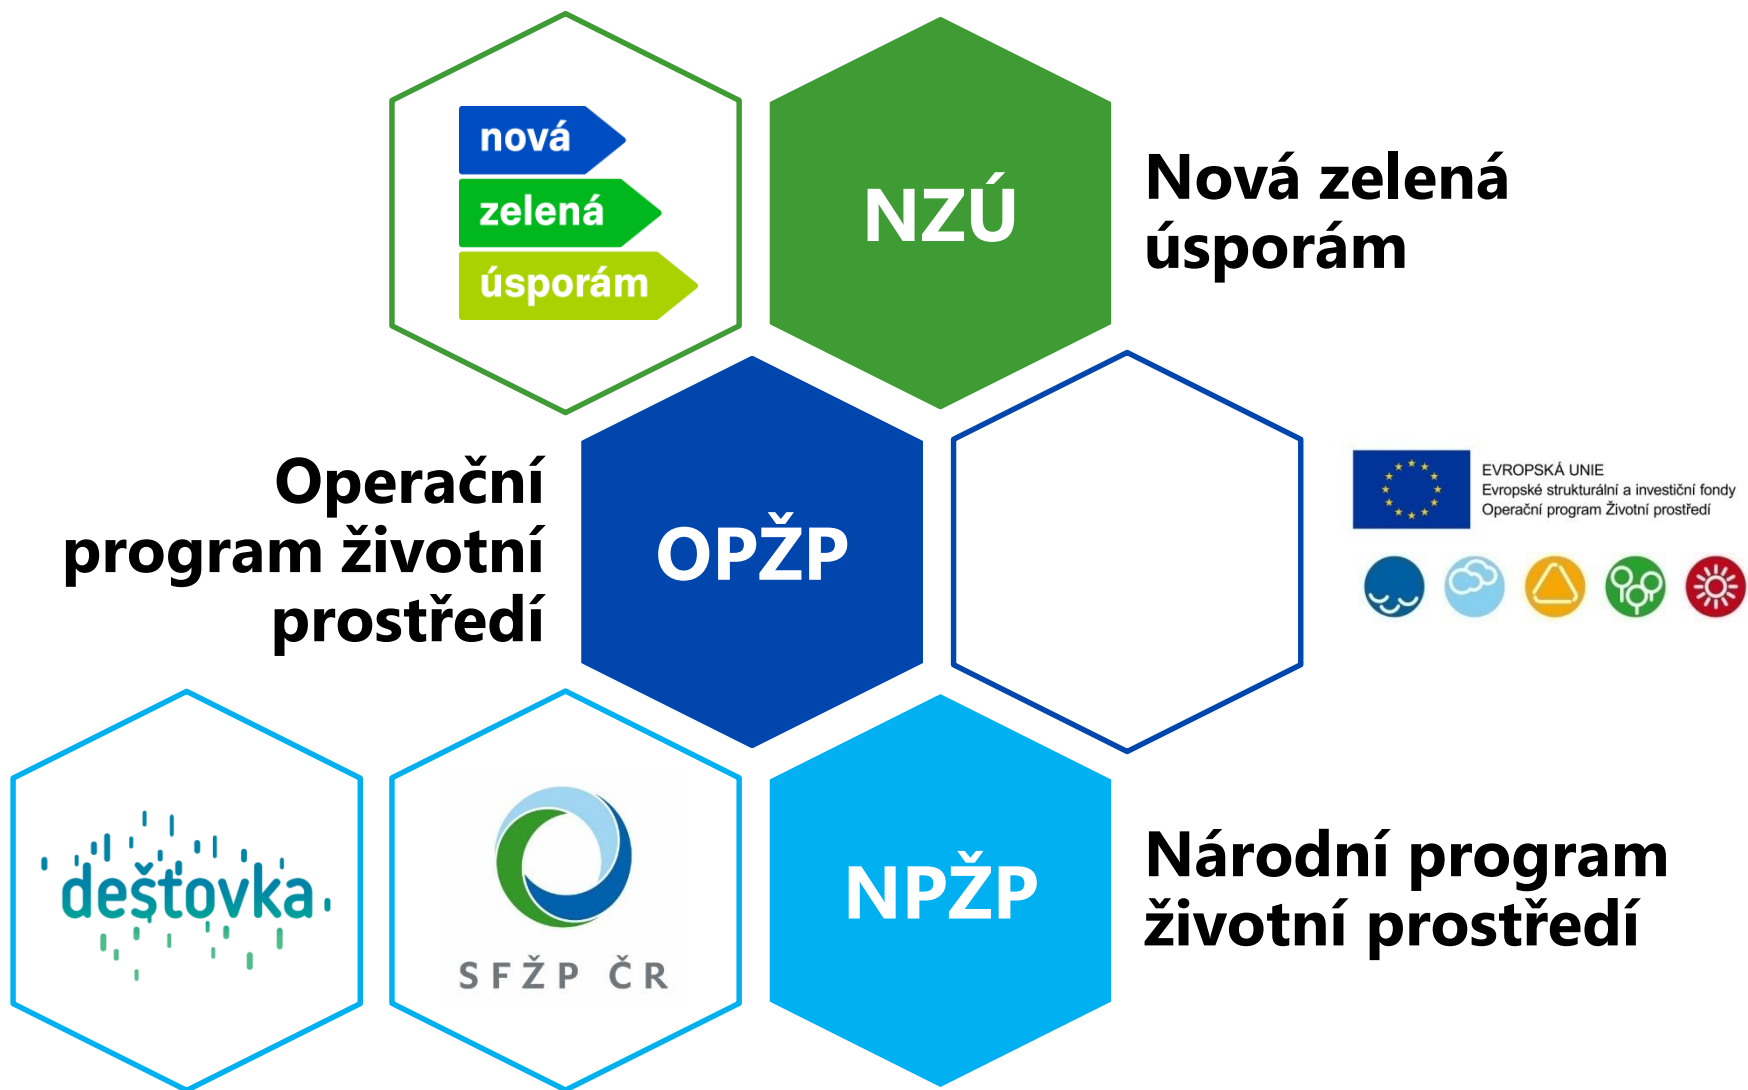 nová
zelená
úsporám
NZÚ
Nová zelená
úsporám
Operační
program životní
prostředí
OPŽP
EVROPSKÁ UNIE
Evropské strukturální a investiční fondy
Operační program Životní prostředí
dešťovka
SFŽP ČR
NPŽP
Národní program
životní prostředí